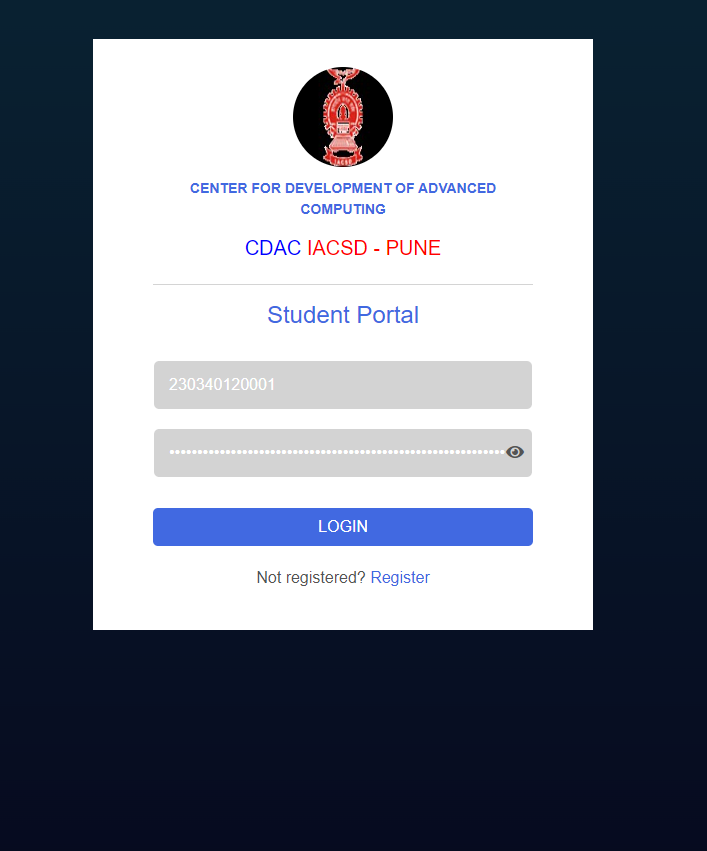 CENTER FOR DEVELOPMENT OF ADVANCED
COMPUTING
CDAC IACSD - PUNE
Student Portal
230340120001
LOGIN
Not registered? Register